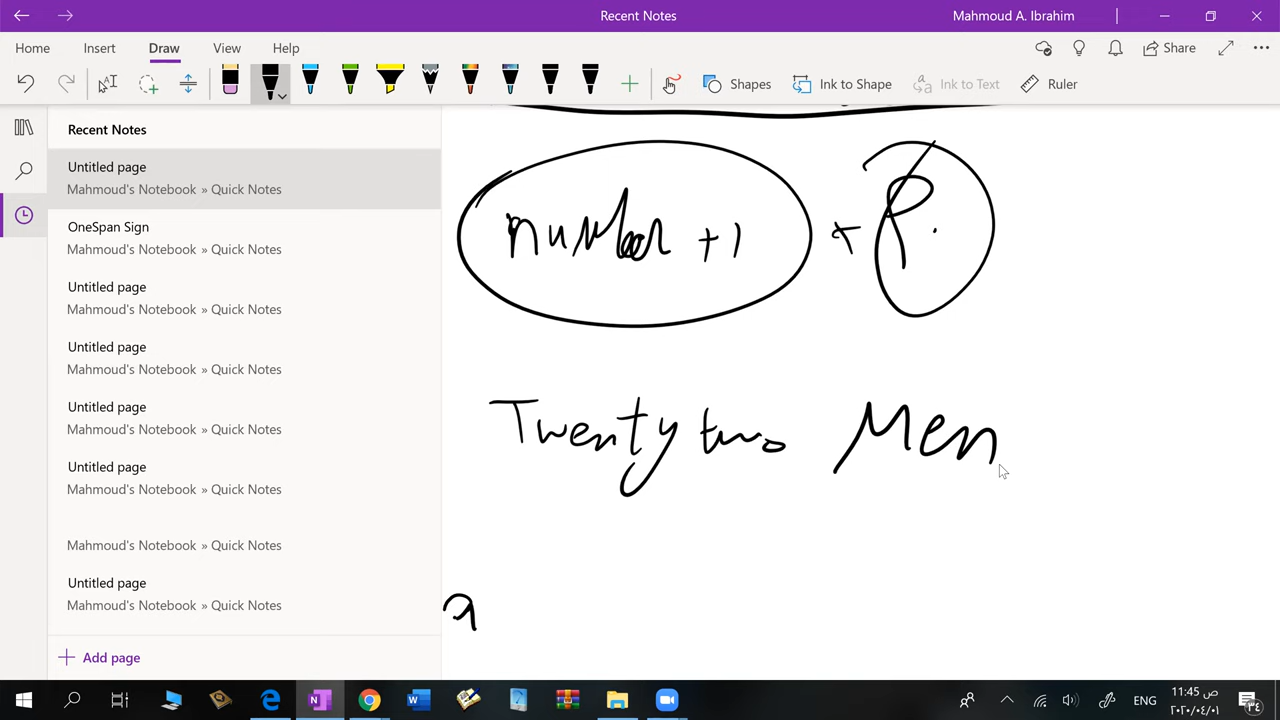 Recent Notes
Mahmoud A. Ibrahim
Home Insert Draw View Help
Share
Shapes
Ink to Shape
Ink to Text
Ruler
Recent Notes
Untitled page
Mahmoud's Notebook » Quick Notes
OneSpan Sign
Mahmoud's Notebook » Quick Notes
Untitled page
Mahmoud's Notebook » Quick Notes
Untitled page
Mahmoud's Notebook » Quick Notes
Untitled page
Mahmoud's Notebook » Quick Notes
Untitled page
Mahmoud's Notebook » Quick Notes
Mahmoud's Notebook » Quick Notes
Untitled page
Mahmoud's Notebook » Quick Notes
Add page
number +1 + P.
Twenty two Men
a
ENG
11:45 ص
٢٠٢٠/٠٤/٠١
٣٤